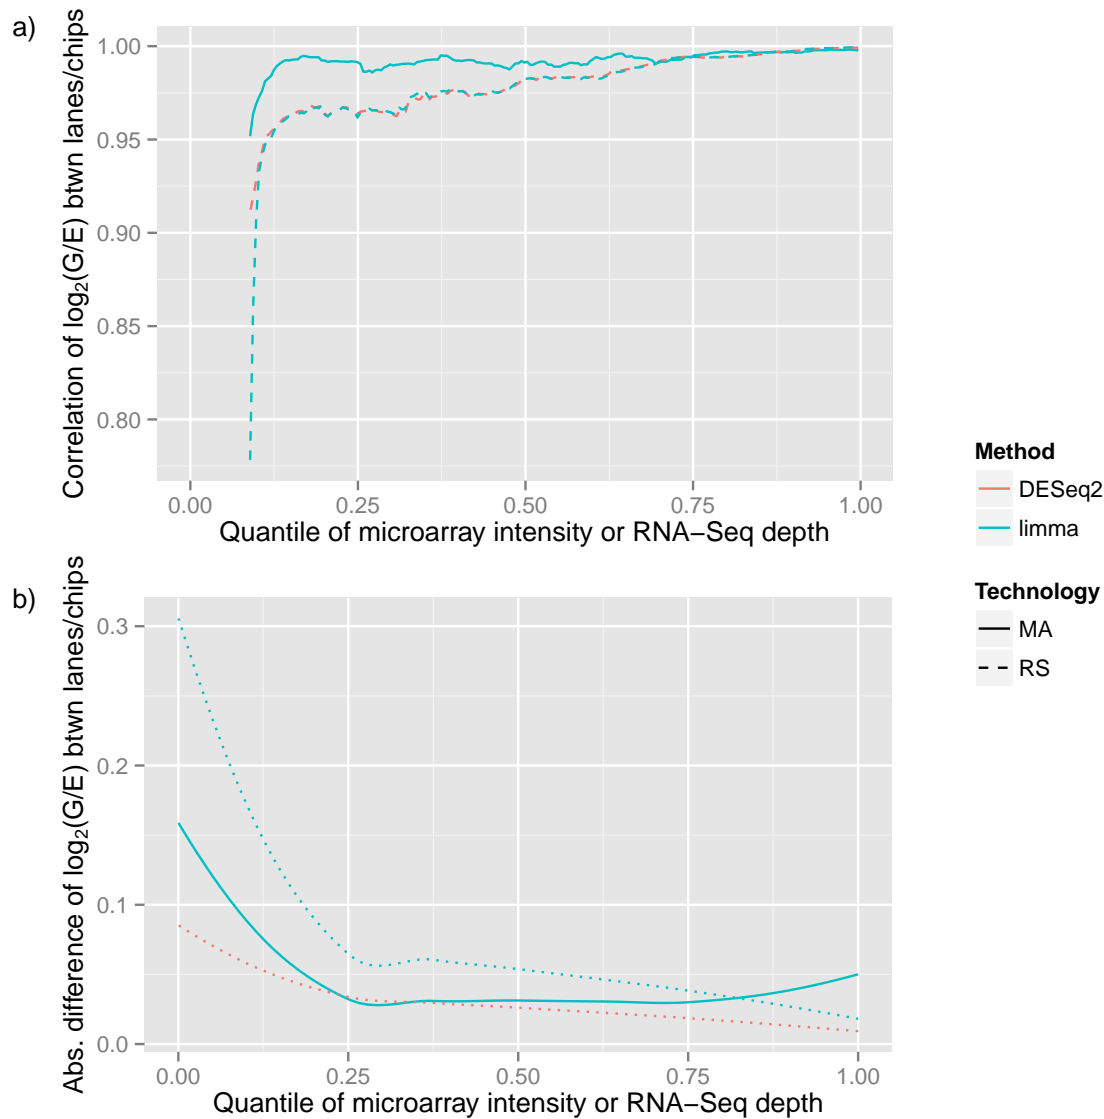 a)
Correlation of log₂(G/E) btwn lanes/chips
1.00
0.95
0.90
0.85
0.80
0.00 0.25 0.50 0.75 1.00
Quantile of microarray intensity or RNA−Seq depth
Method
DESeq2
limma
Technology
MA
RS
b)
Abs. difference of log₂(G/E) btwn lanes/chips
0.3
0.2
0.1
0.0
0.00 0.25 0.50 0.75 1.00
Quantile of microarray intensity or RNA−Seq depth